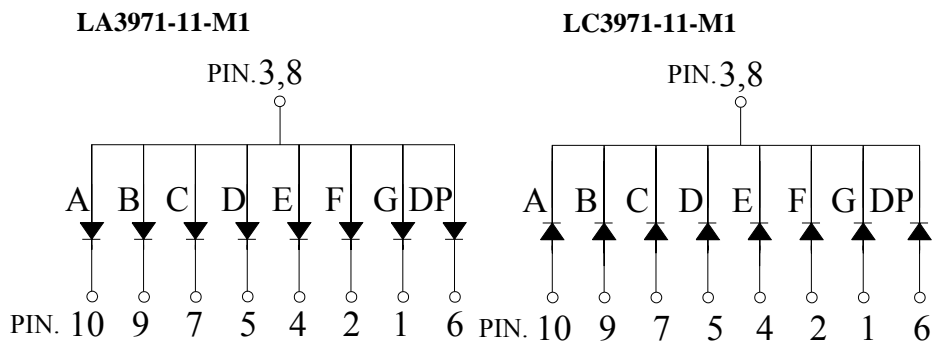 LA3971-11-M1 LC3971-11-M1
PIN.3,8 PIN.3,8
A B C D E F G DP A B C D E F G DP
PIN. 10 9 7 5 4 2 1 6 PIN. 10 9 7 5 4 2 1 6